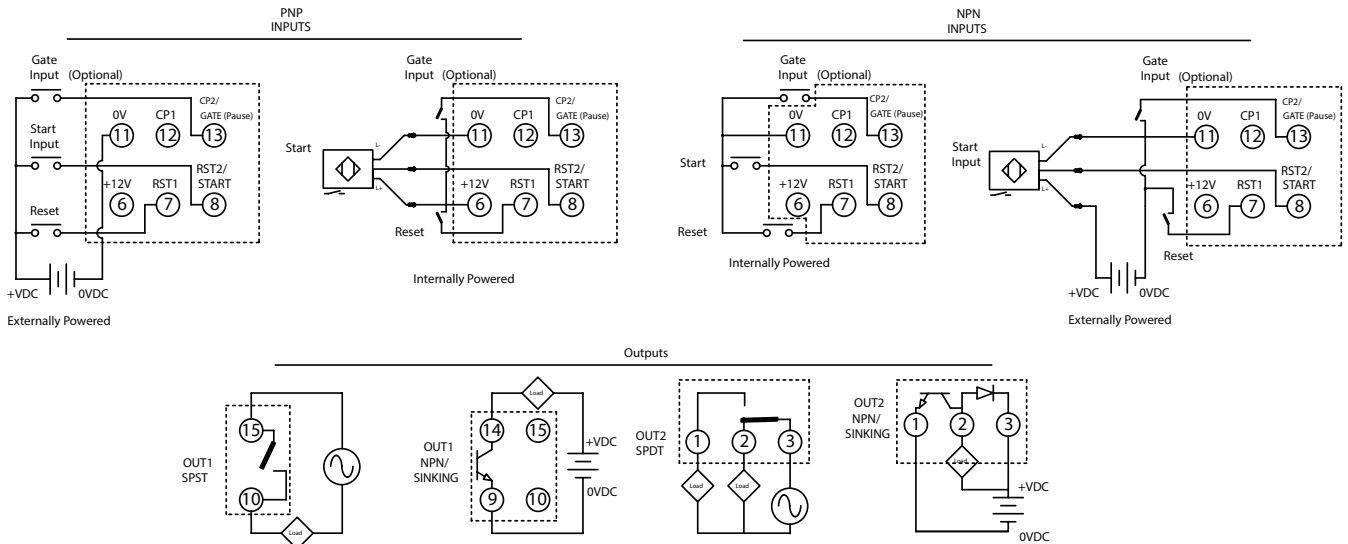 PNP
INPUTS
Gate
Input (Optional)
Start
Input
Reset
0V
CP1
CP2/
GATE (Pause)
11
12
13
+12V
RST1
RST2/
START
6
7
8
+VDC
0VDC
Externally Powered
Gate
Input (Optional)
Start
L-
L+
Reset
0V
CP1
CP2/
GATE (Pause)
11
12
13
+12V
RST1
RST2/
START
6
7
8
Internally Powered
NPN
INPUTS
Gate
Input (Optional)
Start
Reset
0V
CP1
CP2/
GATE (Pause)
11
12
13
+12V
RST1
RST2/
START
6
7
8
Internally Powered
Gate
Input (Optional)
Start
Input
L-
L+
0V
CP1
CP2/
GATE (Pause)
11
12
13
+12V
RST1
RST2/
START
6
7
8
Reset
+VDC
0VDC
Externally Powered
Outputs
OUT1
SPST
15
10
Load
OUT1
NPN/
SINKING
Load
14
15
9
10
+VDC
0VDC
OUT2
SPDT
1
2
3
Load
Load
OUT2
NPN/
SINKING
1
2
3
Load
+VDC
0VDC